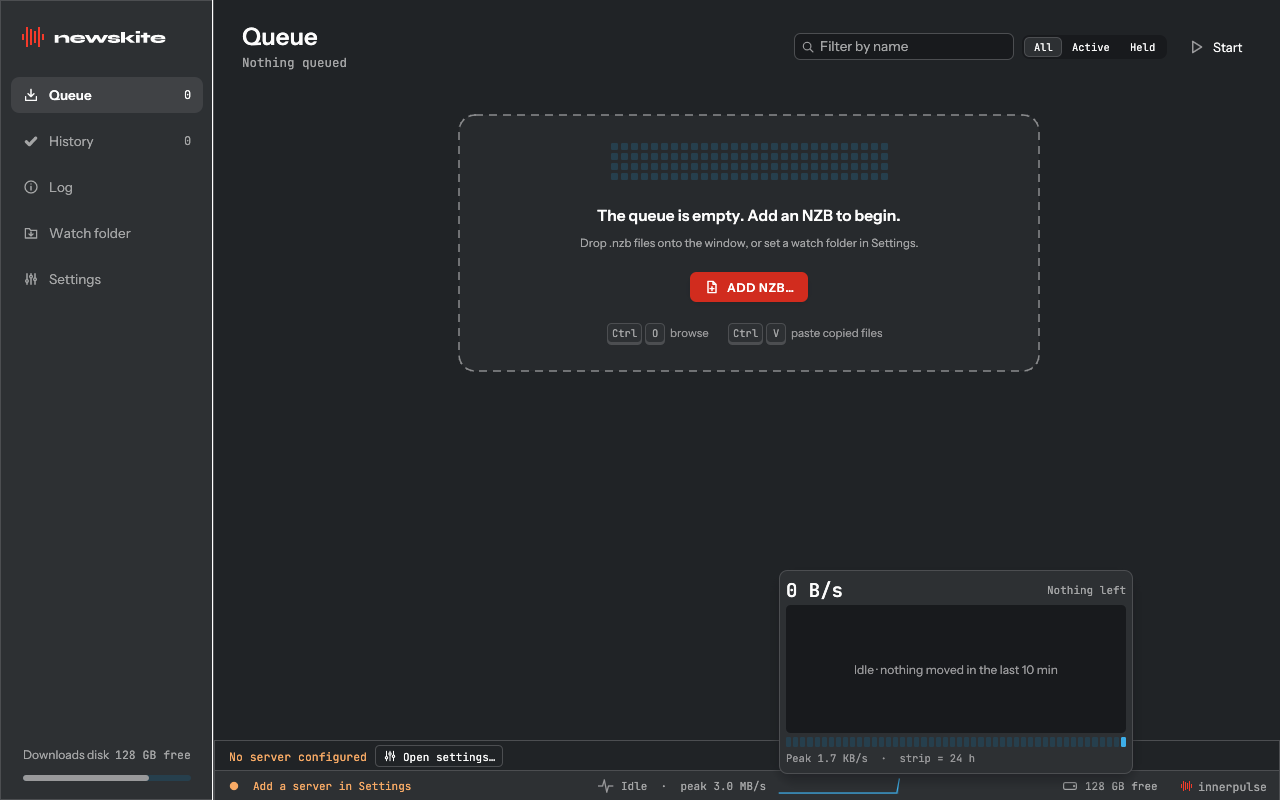 newskite
Queue 0
History 0
Log
Watch folder
Settings
Downloads disk 128 GB free
Queue
Nothing queued
Filter by name
All Active Held
Start
The queue is empty. Add an NZB to begin.
Drop .nzb files onto the window, or set a watch folder in Settings.
ADD NZB…
Ctrl O browse Ctrl V paste copied files
0 B/s Nothing left
Idle · nothing moved in the last 10 min
Peak 1.7 KB/s · strip = 24 h
No server configured Open settings…
Add a server in Settings
Idle · peak 3.0 MB/s
128 GB free
innerpulse